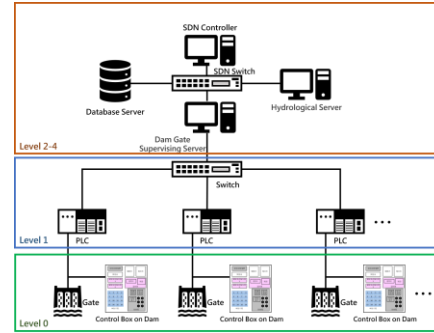 SDN Controller
SDN Switch
Database Server
Hydrological Server
Dam Gate
Supervising Server
Level 2-4
Switch
PLC
PLC
PLC
...
Level 1
Gate
Gate
Gate
...
Control Box on Dam
Control Box on Dam
Control Box on Dam
Level 0